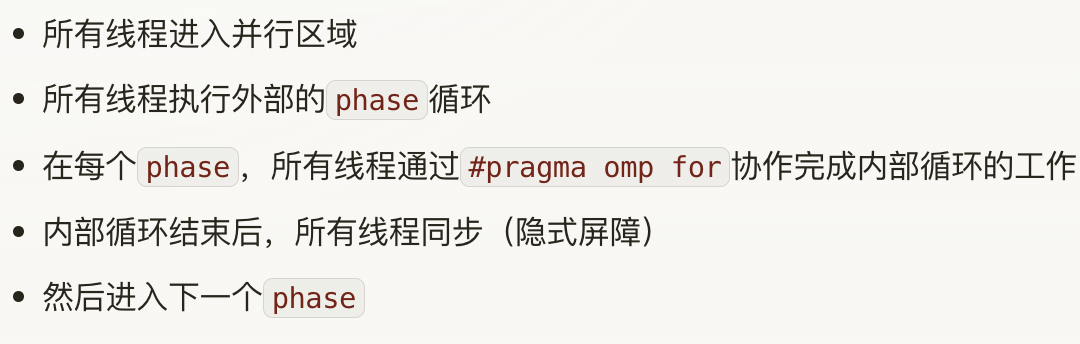 • 所有线程进入并行区域
• 所有线程执行外部的phase循环
• 在每个phase，所有线程通过#pragma omp for协作完成内部循环的工作
• 内部循环结束后，所有线程同步（隐式屏障）
• 然后进入下一个phase